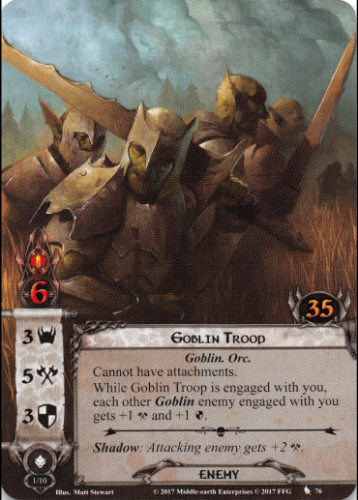 6
35
3
5
3
GOBLIN TROOP
Goblin. Orc.
Cannot have attachments.
While Goblin Troop is engaged with you,
each other Goblin enemy engaged with you
gets +1 and +1 .
Shadow: Attacking enemy gets +2 .
1/10
ENEMY
Illus. Matt Stewart
© 2017 Middle-earth Enterprises © 2017 FFG
76